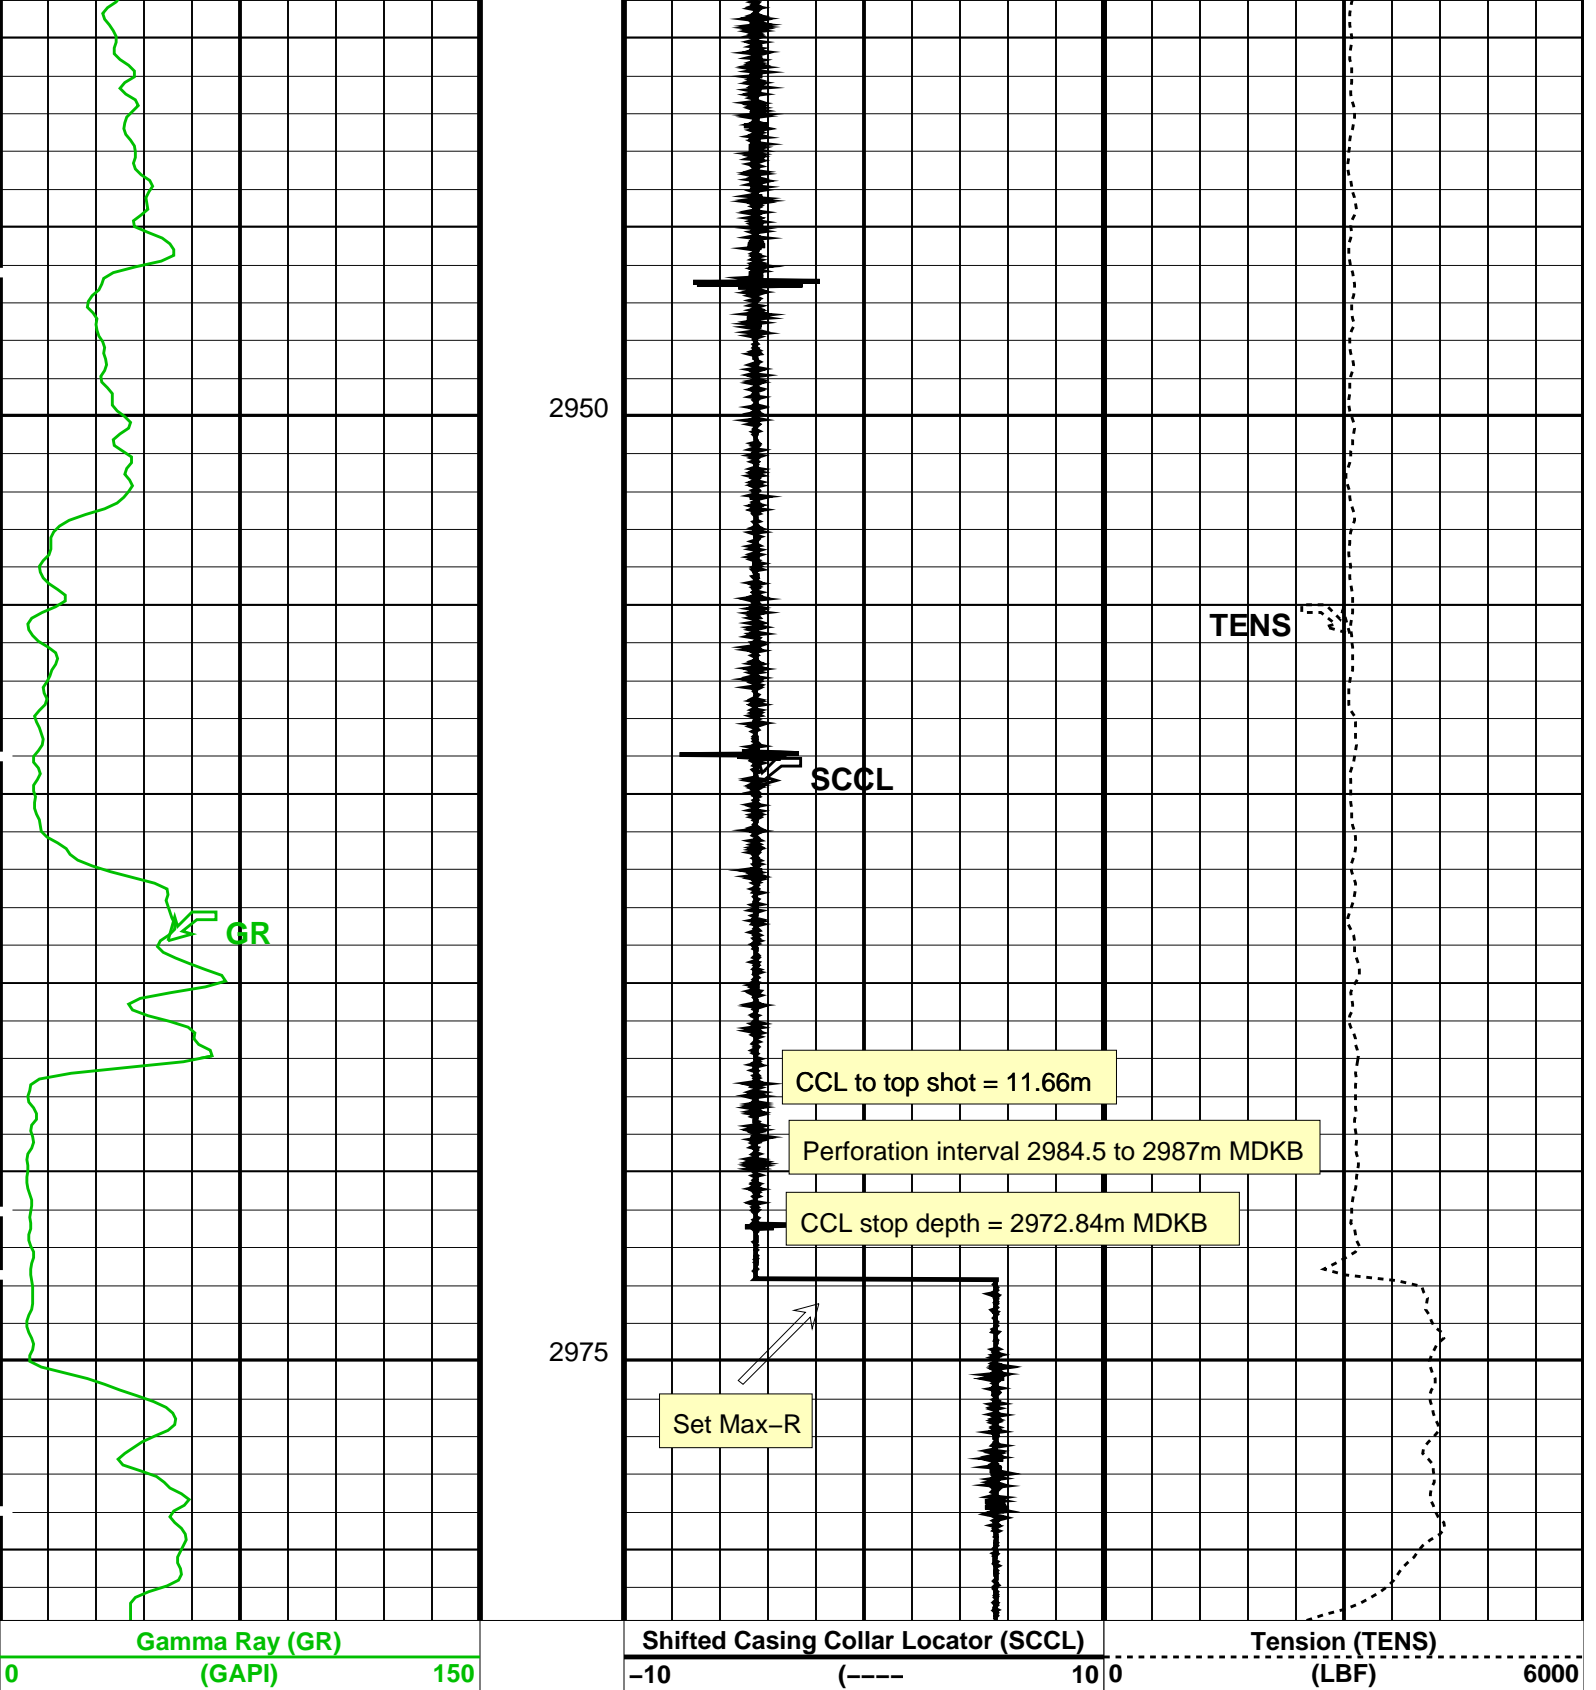 2950
TENS
SCCL
GR
CCL to top shot = 11.66m
Perforation interval 2984.5 to 2987m MDKB
CCL stop depth = 2972.84m MDKB
2975
Set Max−R
Gamma Ray (GR)
0 (GAPI) 150
Shifted Casing Collar Locator (SCCL)
−10 (−−−− 10
Tension (TENS)
0 (LBF) 6000